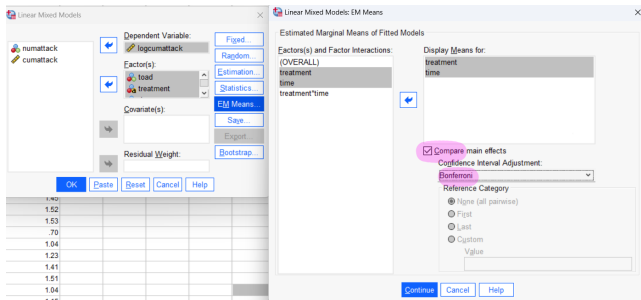 Linear Mixed Models
numattack
cumattack
Dependent Variable:
logcumattack
Factor(s):
toad
treatment
Covariate(s):
Residual Weight:
Fixed...
Random...
Estimation...
Statistics...
EM Means...
Save...
Export...
Bootstrap...
OK Paste Reset Cancel Help
1.45
1.52
1.53
.70
1.04
1.23
1.41
1.51
1.04
Linear Mixed Models: EM Means
Estimated Marginal Means of Fitted Models
Factors(s) and Factor Interactions:
(OVERALL)
treatment
time
treatment*time
Display Means for:
treatment
time
Compare main effects
Confidence Interval Adjustment:
Bonferroni
Reference Category
None (all pairwise)
First
Last
Custom
Value
Continue Cancel Help